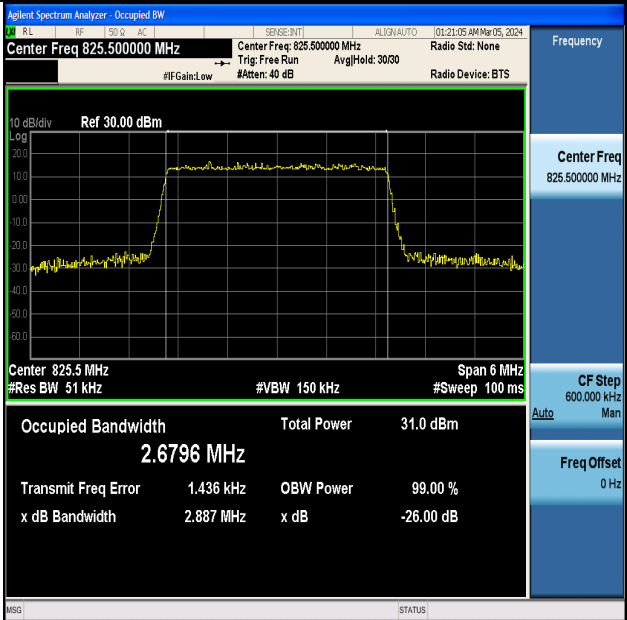 Agilent Spectrum Analyzer - Occupied BW
LXI RL RF 50 Ω AC SENSE:INT ALIGN AUTO 01:21:05 AM Mar 05, 2024
Center Freq 825.500000 MHz
Center Freq: 825.500000 MHz
Radio Std: None
Trig: Free Run Avg|Hold: 30/30
#IFGain:Low #Atten: 40 dB Radio Device: BTS
10 dB/div Ref 30.00 dBm
Log
20.0
10.0
0.00
-10.0
-20.0
-30.0
-40.0
-50.0
-60.0
Center 825.5 MHz Span 6 MHz
#Res BW 51 kHz #VBW 150 kHz #Sweep 100 ms
Occupied Bandwidth Total Power 31.0 dBm
2.6796 MHz
Transmit Freq Error 1.436 kHz OBW Power 99.00 %
x dB Bandwidth 2.887 MHz x dB -26.00 dB
Frequency
Center Freq
825.500000 MHz
CF Step
600.000 kHz
Auto Man
Freq Offset
0 Hz
MSG STATUS